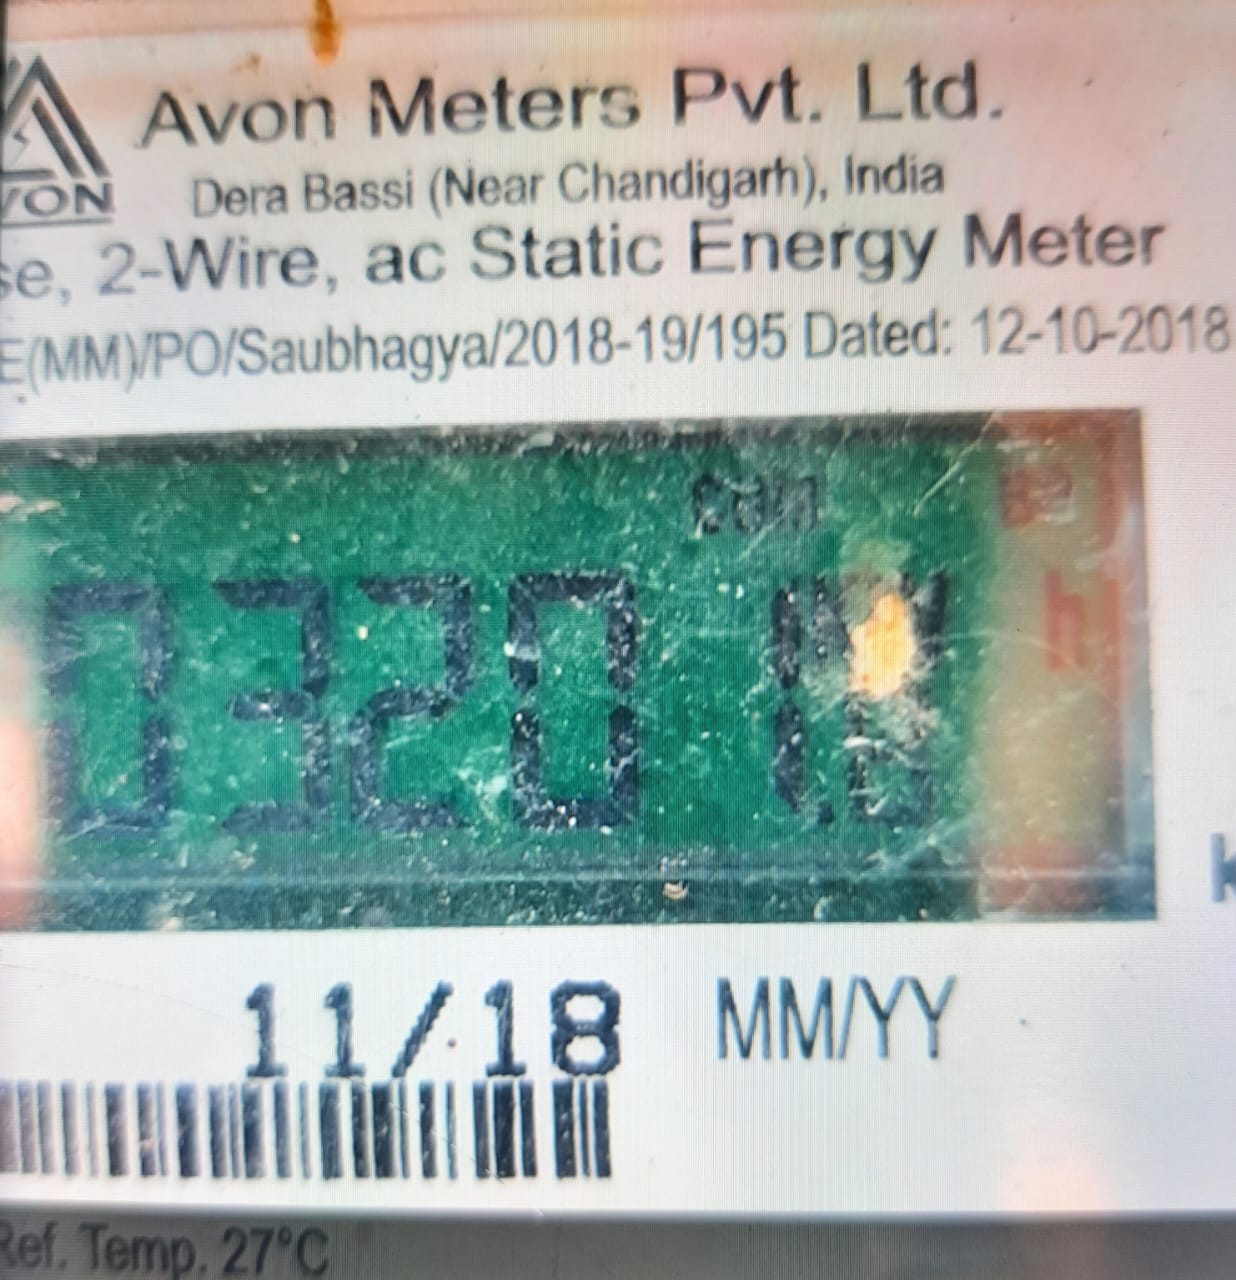 Avon Meters Pvt. Ltd.
VON
Dera Bassi (Near Chandigarh), India
se, 2-Wire, ac Static Energy Meter
E(MM)/PO/Saubhagya/2018-19/195 Dated: 12-10-2018
0320
h
k
11/18 MM/YY
Ref. Temp. 27°C